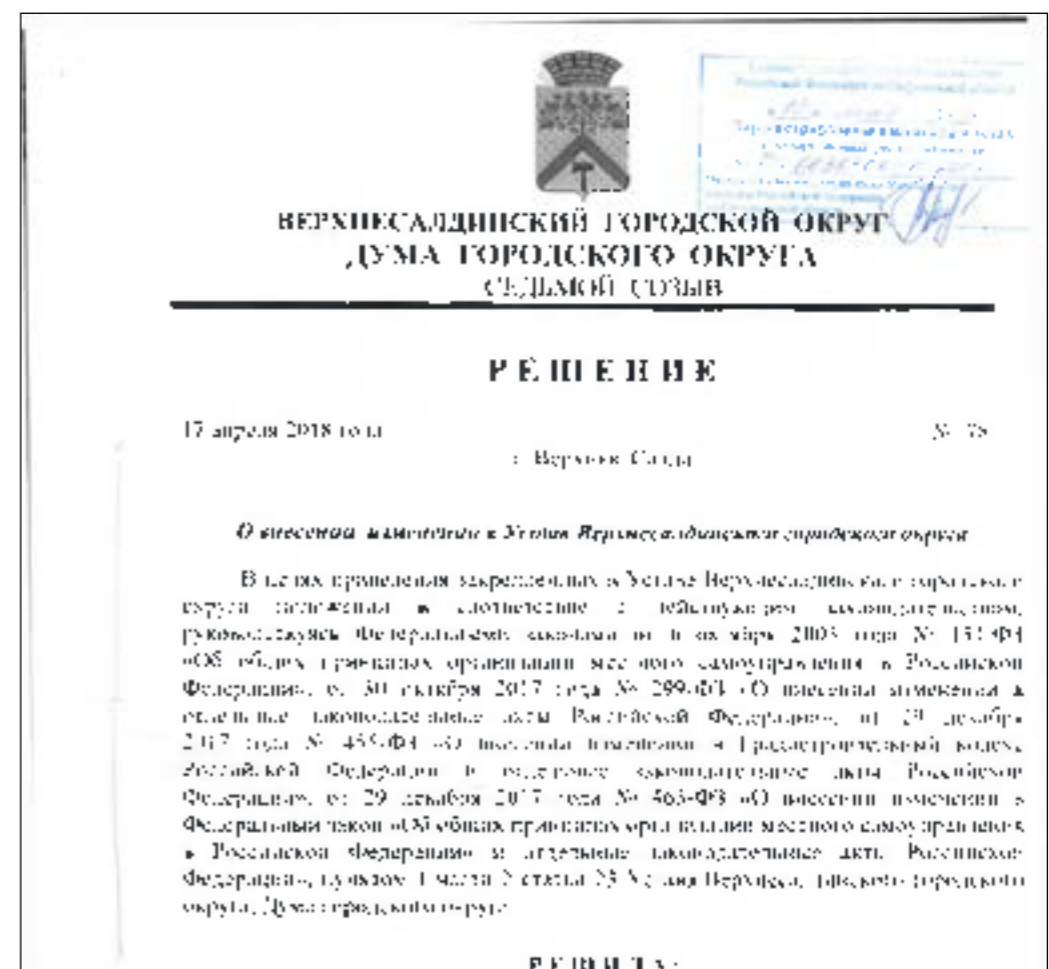 ВЕРХНЕСАЛДИНСКИЙ ГОРОДСКОЙ ОКРУГ
ДУМА ГОРОДСКОГО ОКРУГА
СЕДЬМОЙ СОЗЫВ
РЕШЕНИЕ
17 апреля 2018 года № 78
г. Верхняя Салда
О внесении изменений в Устав Верхнесалдинского городского округа
В целях приведения закрепленных в Уставе Верхнесалдинского городского
округа положений в соответствие с действующим законодательством,
руководствуясь Федеральными законами от 6 октября 2003 года № 131-ФЗ
«Об общих принципах организации местного самоуправления в Российской
Федерации», от 30 октября 2017 года № 299-ФЗ «О внесении изменений в
отдельные законодательные акты Российской Федерации», от 29 декабря
2017 года № 455-ФЗ «О внесении изменений в Градостроительный кодекс
Российской Федерации и отдельные законодательные акты Российской
Федерации», от 29 декабря 2017 года № 463-ФЗ «О внесении изменений в
Федеральный закон «Об общих принципах организации местного самоуправления
в Российской Федерации» и отдельные законодательные акты Российской
Федерации», пунктом 1 части 2 статьи 23 Устава Верхнесалдинского городского
округа, Дума городского округа
РЕШИЛА: